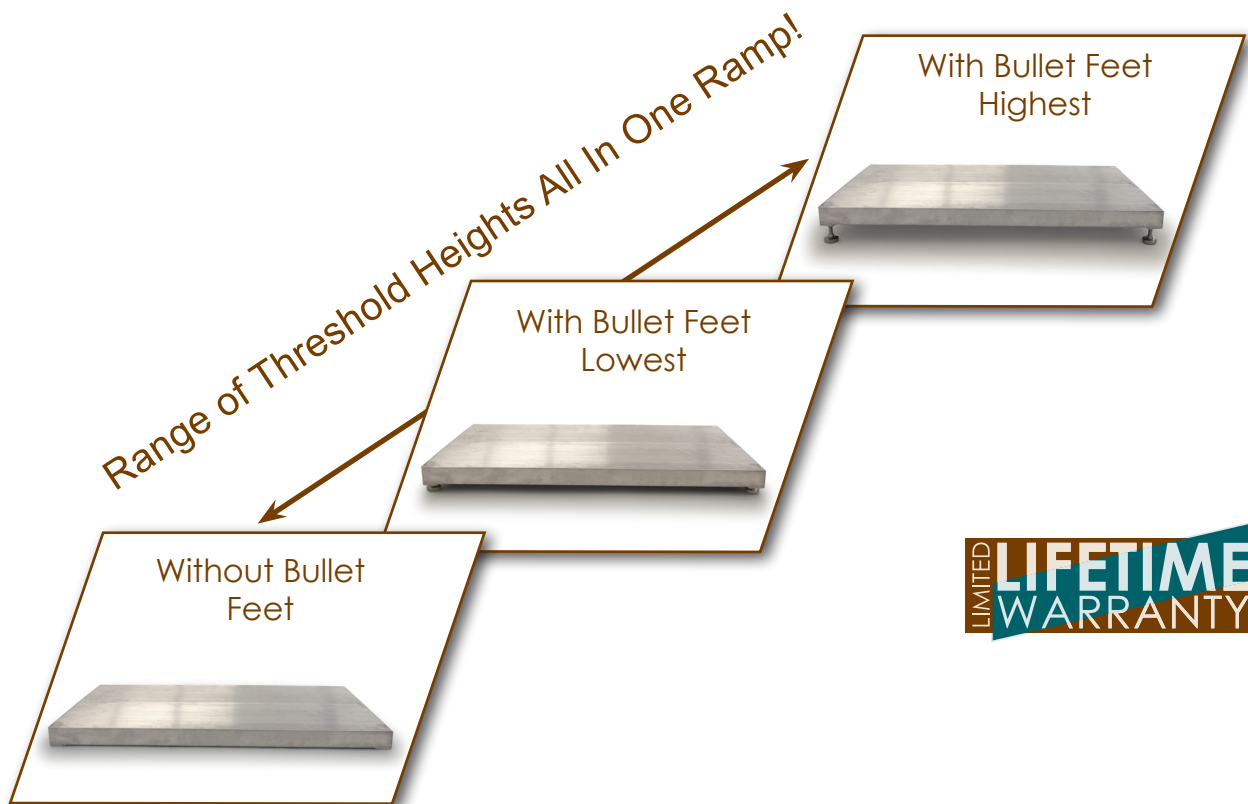 Range of Threshold Heights All In One Ramp!
With Bullet Feet
Highest
With Bullet Feet
Lowest
Without Bullet
Feet
LIMITED
LIFETIME
WARRANTY